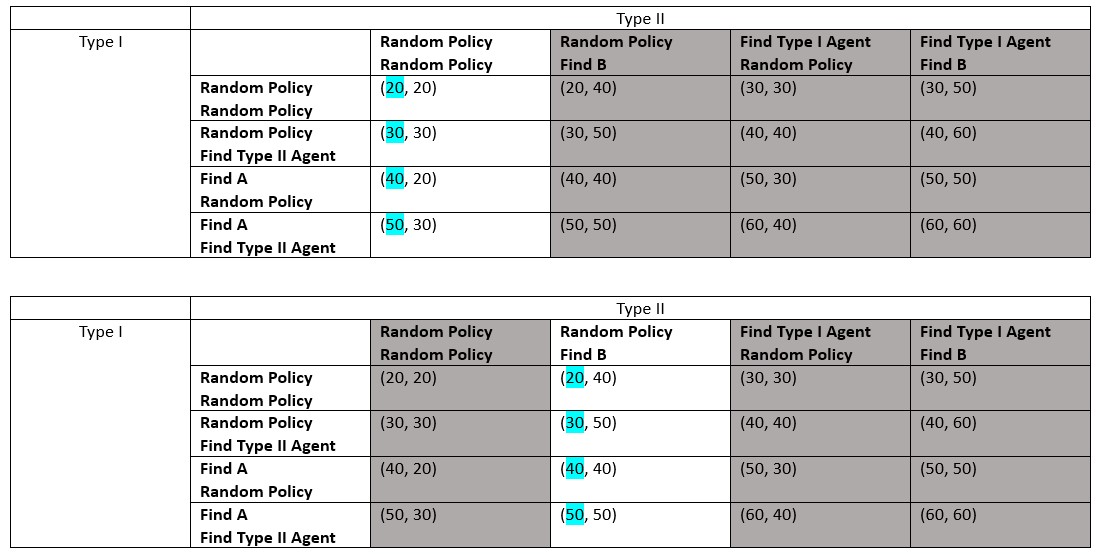 Type II
Type I
Random Policy Random Policy Find Type I Agent Find Type I Agent
Random Policy Find B Random Policy Find B
Random Policy (20, 20) (20, 40) (30, 30) (30, 50)
Random Policy
Random Policy (30, 30) (30, 50) (40, 40) (40, 60)
Find Type II Agent
Find A (40, 20) (40, 40) (50, 30) (50, 50)
Random Policy
Find A (50, 30) (50, 50) (60, 40) (60, 60)
Find Type II Agent
Type II
Type I Random Policy Random Policy Find Type I Agent Find Type I Agent
Random Policy Find B Random Policy Find B
Random Policy (20, 20) (20, 40) (30, 30) (30, 50)
Random Policy
Random Policy (30, 30) (30, 50) (40, 40) (40, 60)
Find Type II Agent
Find A (40, 20) (40, 40) (50, 30) (50, 50)
Random Policy
Find A (50, 30) (50, 50) (60, 40) (60, 60)
Find Type II Agent